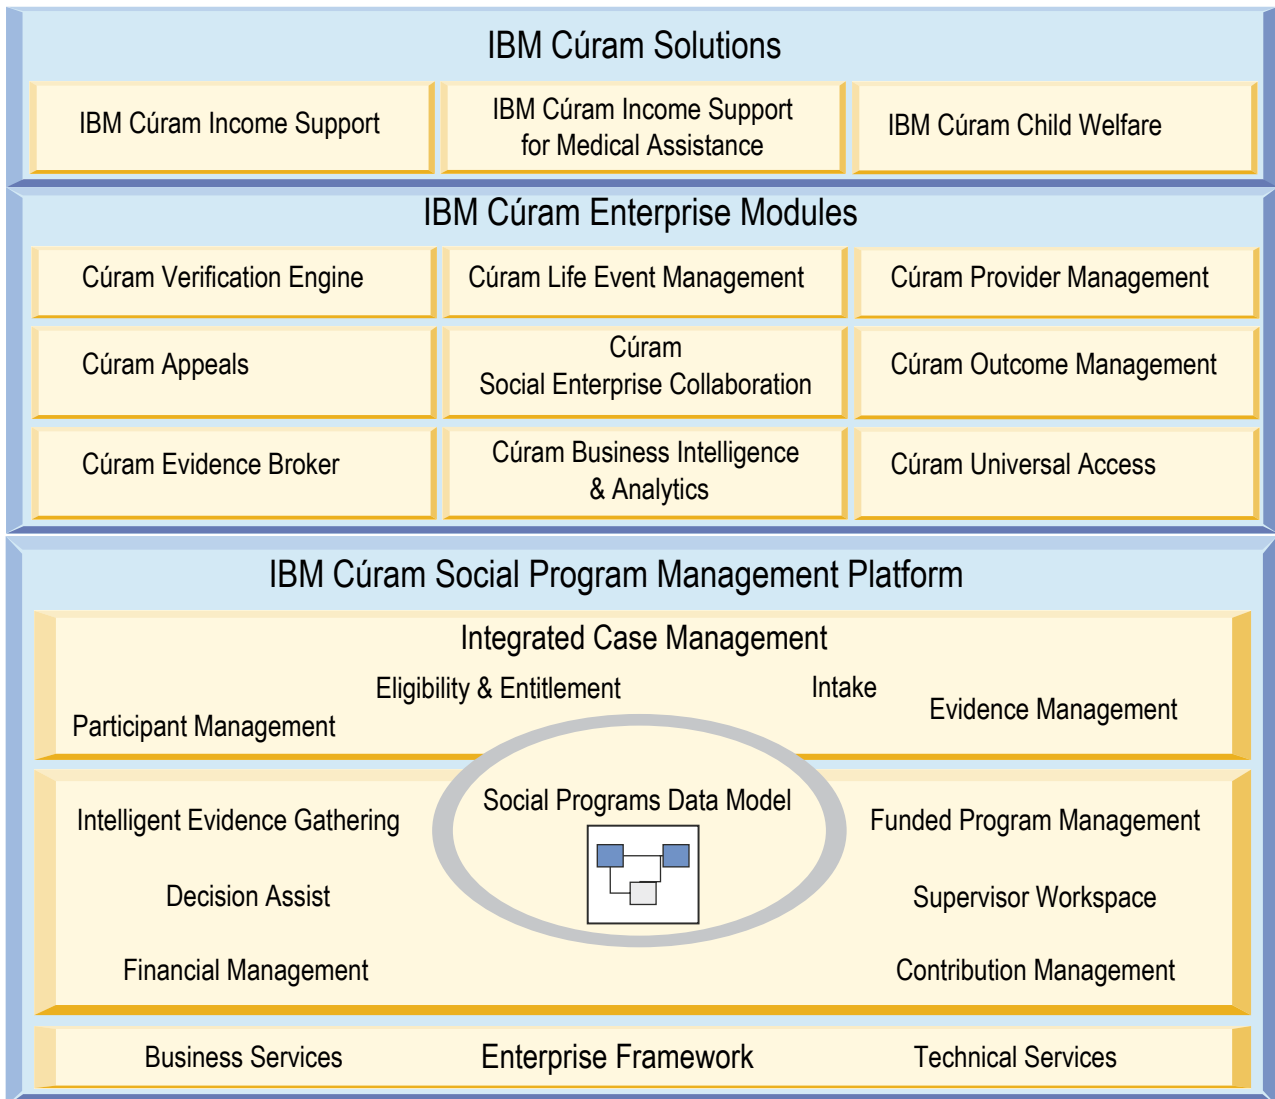 IBM Cúram Solutions
IBM Cúram Income Support
IBM Cúram Income Support
for Medical Assistance
IBM Cúram Child Welfare
IBM Cúram Enterprise Modules
Cúram Verification Engine
Cúram Life Event Management
Cúram Provider Management
Cúram Appeals
Cúram
Social Enterprise Collaboration
Cúram Outcome Management
Cúram Evidence Broker
Cúram Business Intelligence
& Analytics
Cúram Universal Access
IBM Cúram Social Program Management Platform
Integrated Case Management
Eligibility & Entitlement
Intake
Participant Management
Evidence Management
Social Programs Data Model
Intelligent Evidence Gathering
Funded Program Management
Decision Assist
Supervisor Workspace
Financial Management
Contribution Management
Business Services
Enterprise Framework
Technical Services